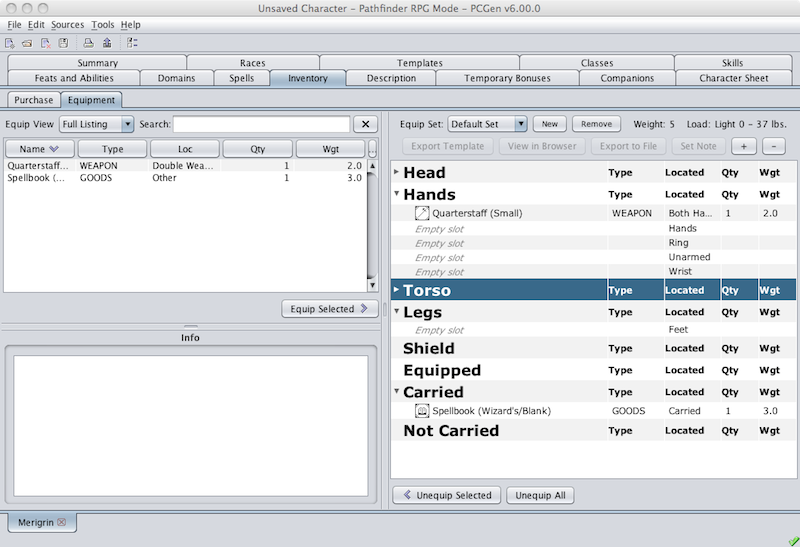 Unsaved Character – Pathfinder RPG Mode – PCGen v6.00.0
File Edit Sources Tools Help
Summary Races Templates Classes Skills
Feats and Abilities Domains Spells Inventory Description Temporary Bonuses Companions Character Sheet
Purchase Equipment
Equip View Full Listing Search: Equip Set: Default Set New Remove Weight: 5 Load: Light 0 – 37 lbs.
Export Template View in Browser Export to File Set Note + -
Name Type Loc Qty Wgt ...
Quarterstaff... WEAPON Double Wea... 1 2.0
Spellbook (... GOODS Other 1 3.0
Equip Selected
Info
Head Type Located Qty Wgt
Hands Type Located Qty Wgt
Quarterstaff (Small) WEAPON Both Ha... 1 2.0
Empty slot Hands
Empty slot Ring
Empty slot Unarmed
Empty slot Wrist
Torso Type Located Qty Wgt
Legs Type Located Qty Wgt
Empty slot Feet
Shield Type Located Qty Wgt
Equipped Type Located Qty Wgt
Carried Type Located Qty Wgt
Spellbook (Wizard's/Blank) GOODS Carried 1 3.0
Not Carried Type Located Qty Wgt
Unequip Selected Unequip All
Merigrin